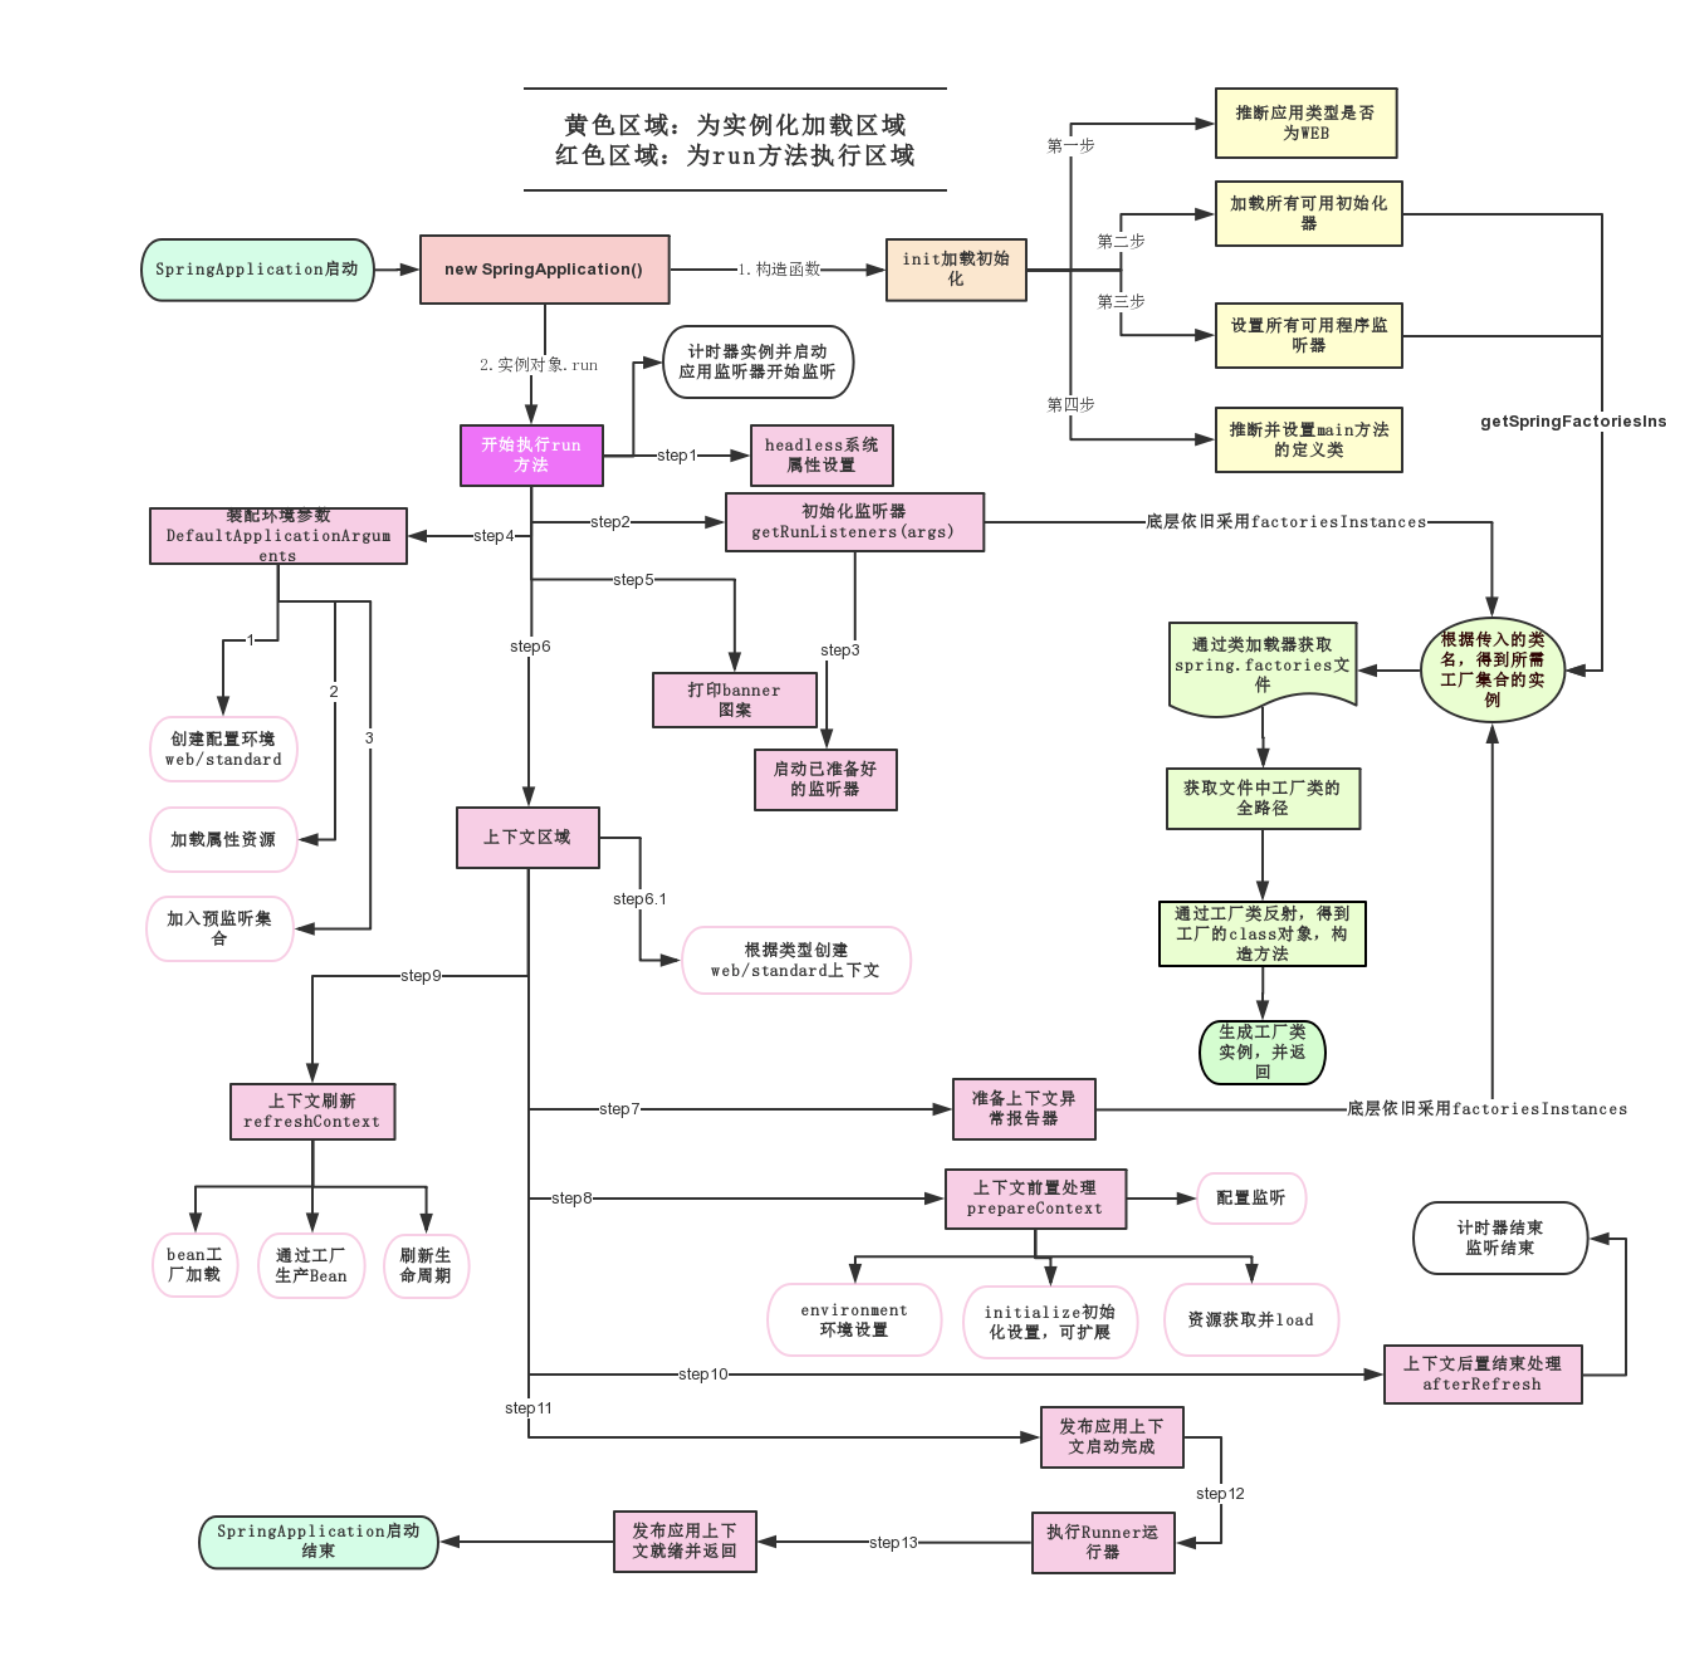 黄色区域：为实例化加载区域
红色区域：为run方法执行区域
推断应用类型是否
为WEB
第一步
加载所有可用初始化
器
第二步
SpringApplication启动
new SpringApplication()
1.构造函数
init加载初始
化
第三步
设置所有可用程序监
听器
2.实例对象.run
计时器实例并启动
应用监听器开始监听
第四步
推断并设置main方法
的定义类
getSpringFactoriesIns
开始执行run
方法
step1
headless系统
属性设置
装配环境参数
DefaultApplicationArgum
ents
step4
step2
初始化监听器
getRunListeners(args)
底层依旧采用factoriesInstances
step5
step6
step3
1
2
3
通过类加载器获取
spring.factories文
件
根据传入的类
名，得到所需
工厂集合的实
例
打印banner
图案
创建配置环境
web/standard
启动已准备好
的监听器
获取文件中工厂类的
全路径
加载属性资源
上下文区域
step6.1
加入预监听集
合
通过工厂类反射，得到
工厂的class对象，构
造方法
根据类型创建
web/standard上下文
step9
生成工厂类
实例，并返
回
上下文刷新
refreshContext
step7
准备上下文异
常报告器
底层依旧采用factoriesInstances
step8
上下文前置处理
prepareContext
配置监听
bean工
厂加载
通过工厂
生产Bean
刷新生
命周期
计时器结束
监听结束
environment
环境设置
initialize初始
化设置，可扩展
资源获取并load
step10
上下文后置结束处理
afterRefresh
step11
发布应用上下
文启动完成
step12
SpringApplication启动
结束
发布应用上下
文就绪并返回
step13
执行Runner运
行器